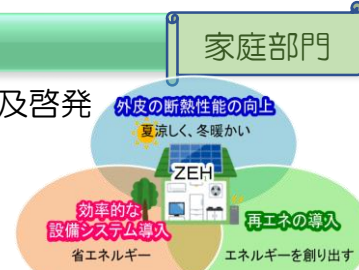 家庭部門
及啓発
外皮の断熱性能の向上
夏涼しく、冬暖かい
ZEH
効率的な
設備システム導入
省エネルギー
再エネの導入
エネルギーを創り出す